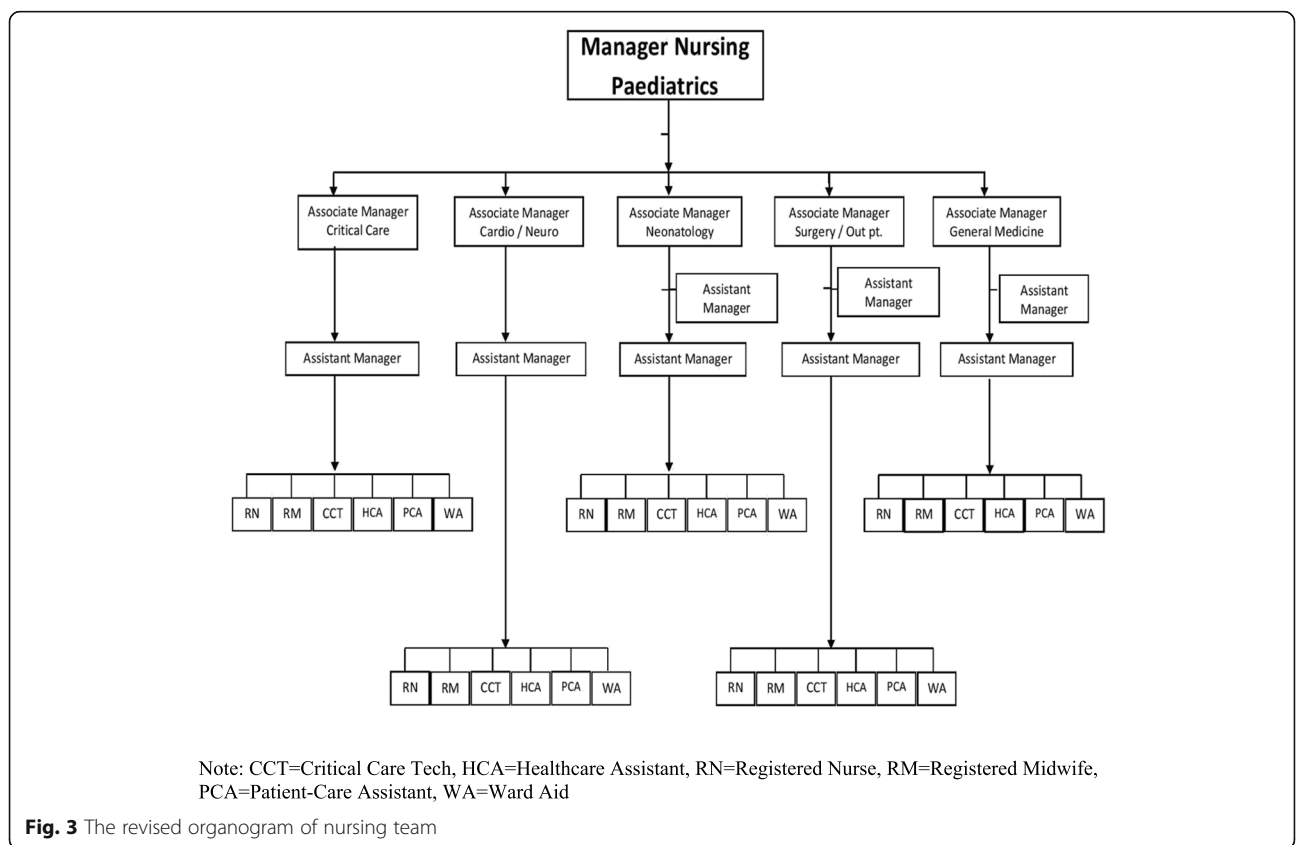 Manager Nursing
Paediatrics
Associate Manager
Critical Care
Associate Manager
Cardio / Neuro
Associate Manager
Neonatology
Associate Manager
Surgery / Out pt.
Associate Manager
General Medicine
Assistant
Manager
Assistant
Manager
Assistant
Manager
Assistant Manager
Assistant Manager
Assistant Manager
Assistant Manager
Assistant Manager
RN RM CCT HCA PCA WA
RN RM CCT HCA PCA WA
RN RM CCT HCA PCA WA
RN RM CCT HCA PCA WA
RN RM CCT HCA PCA WA
Note: CCT=Critical Care Tech, HCA=Healthcare Assistant, RN=Registered Nurse, RM=Registered Midwife,
PCA=Patient-Care Assistant, WA=Ward Aid
Fig. 3 The revised organogram of nursing team